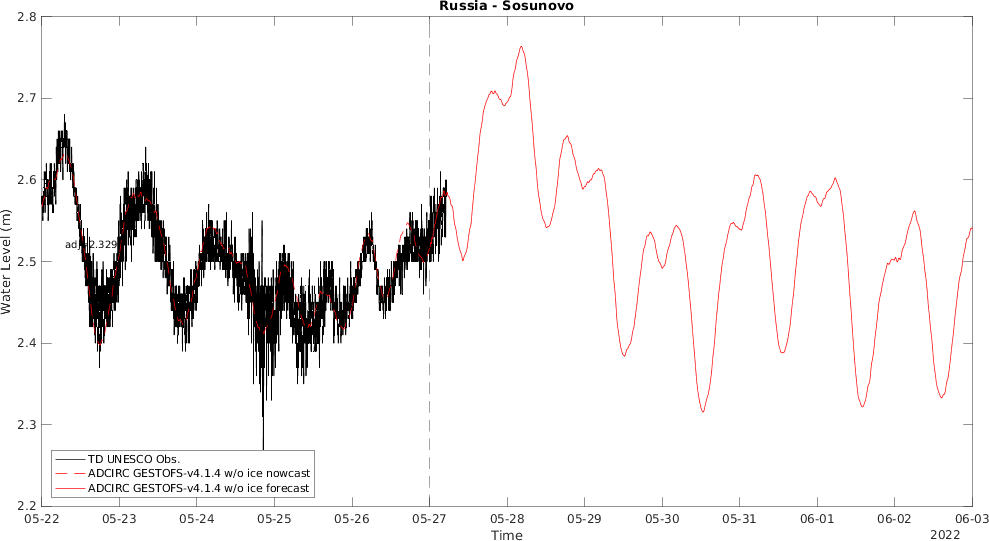 Russia - Sosunovo
2.8
2.7
2.6
2.5
2.4
2.3
2.2
Water Level (m)
adj=2.329
TD UNESCO Obs.
ADCIRC GESTOFS-v4.1.4 w/o ice nowcast
ADCIRC GESTOFS-v4.1.4 w/o ice forecast
05-22 05-23 05-24 05-25 05-26 05-27 05-28 05-29 05-30 05-31 06-01 06-02 06-03
Time
2022